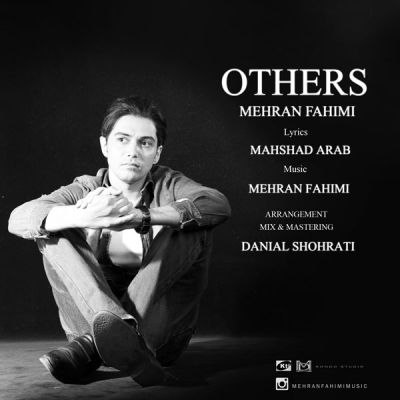 OTHERS
MEHRAN FAHIMI
Lyrics
MAHSHAD ARAB
Music
MEHRAN FAHIMI
ARRANGEMENT
MIX & MASTERING
DANIAL SHOHRATI
MEHRANFAHIMIMUSIC